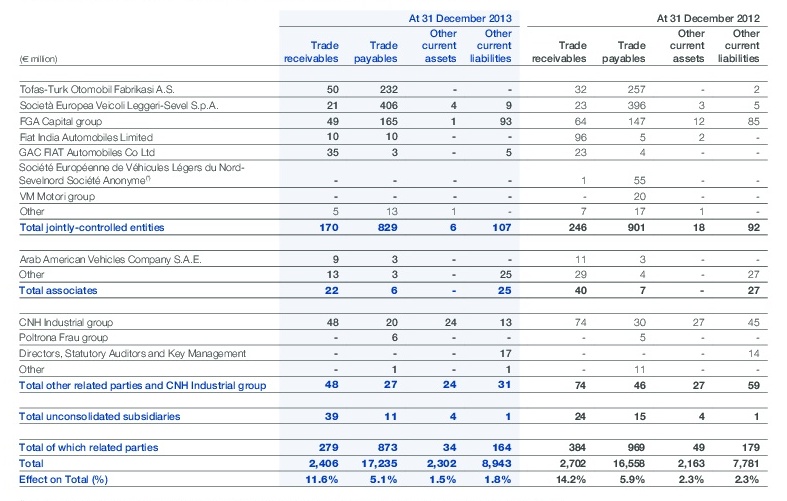 At 31 December 2013 At 31 December 2012
Other Other Other Other
Trade Trade current current Trade Trade current current
(€ million) receivables payables assets liabilities receivables payables assets liabilities
Tofas-Turk Otomobil Fabrikasi A.S. 50 232 - - 32 257 - 2
Società Europea Veicoli Leggeri-Sevel S.p.A. 21 406 4 9 23 396 3 5
FGA Capital group 49 165 1 93 64 147 12 85
Fiat India Automobiles Limited 10 10 - - 96 5 2 -
GAC FIAT Automobiles Co Ltd 35 3 - 5 23 4 - -
Société Européenne de Véhicules Légers du Nord-
Sevelnord Société Anonyme(*) - - - - 1 55 - -
VM Motori group - - - - - 20 - -
Other 5 13 1 - 7 17 1 -
Total jointly-controlled entities 170 829 6 107 246 901 18 92
Arab American Vehicles Company S.A.E. 9 3 - - 11 3 - -
Other 13 3 - 25 29 4 - 27
Total associates 22 6 - 25 40 7 - 27
CNH Industrial group 48 20 24 13 74 30 27 45
Poltrona Frau group - 6 - - - 5 - -
Directors, Statutory Auditors and Key Management - - - 17 - - - 14
Other - 1 - 1 - 11 - -
Total other related parties and CNH Industrial group 48 27 24 31 74 46 27 59
Total unconsolidated subsidiaries 39 11 4 1 24 15 4 1
Total of which related parties 279 873 34 164 384 969 49 179
Total 2,406 17,235 2,302 8,943 2,702 16,558 2,163 7,781
Effect on Total (%) 11.6% 5.1% 1.5% 1.8% 14.2% 5.9% 2.3% 2.3%